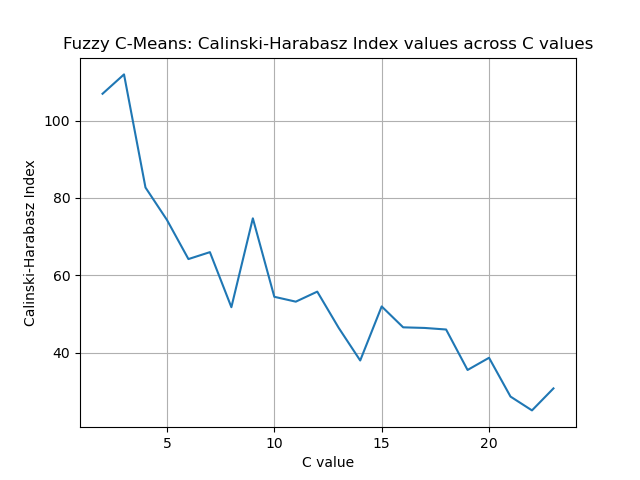 Fuzzy C-Means: Calinski-Harabasz Index values across C values
Calinski-Harabasz Index
100
80
60
40
5
10
15
20
C value